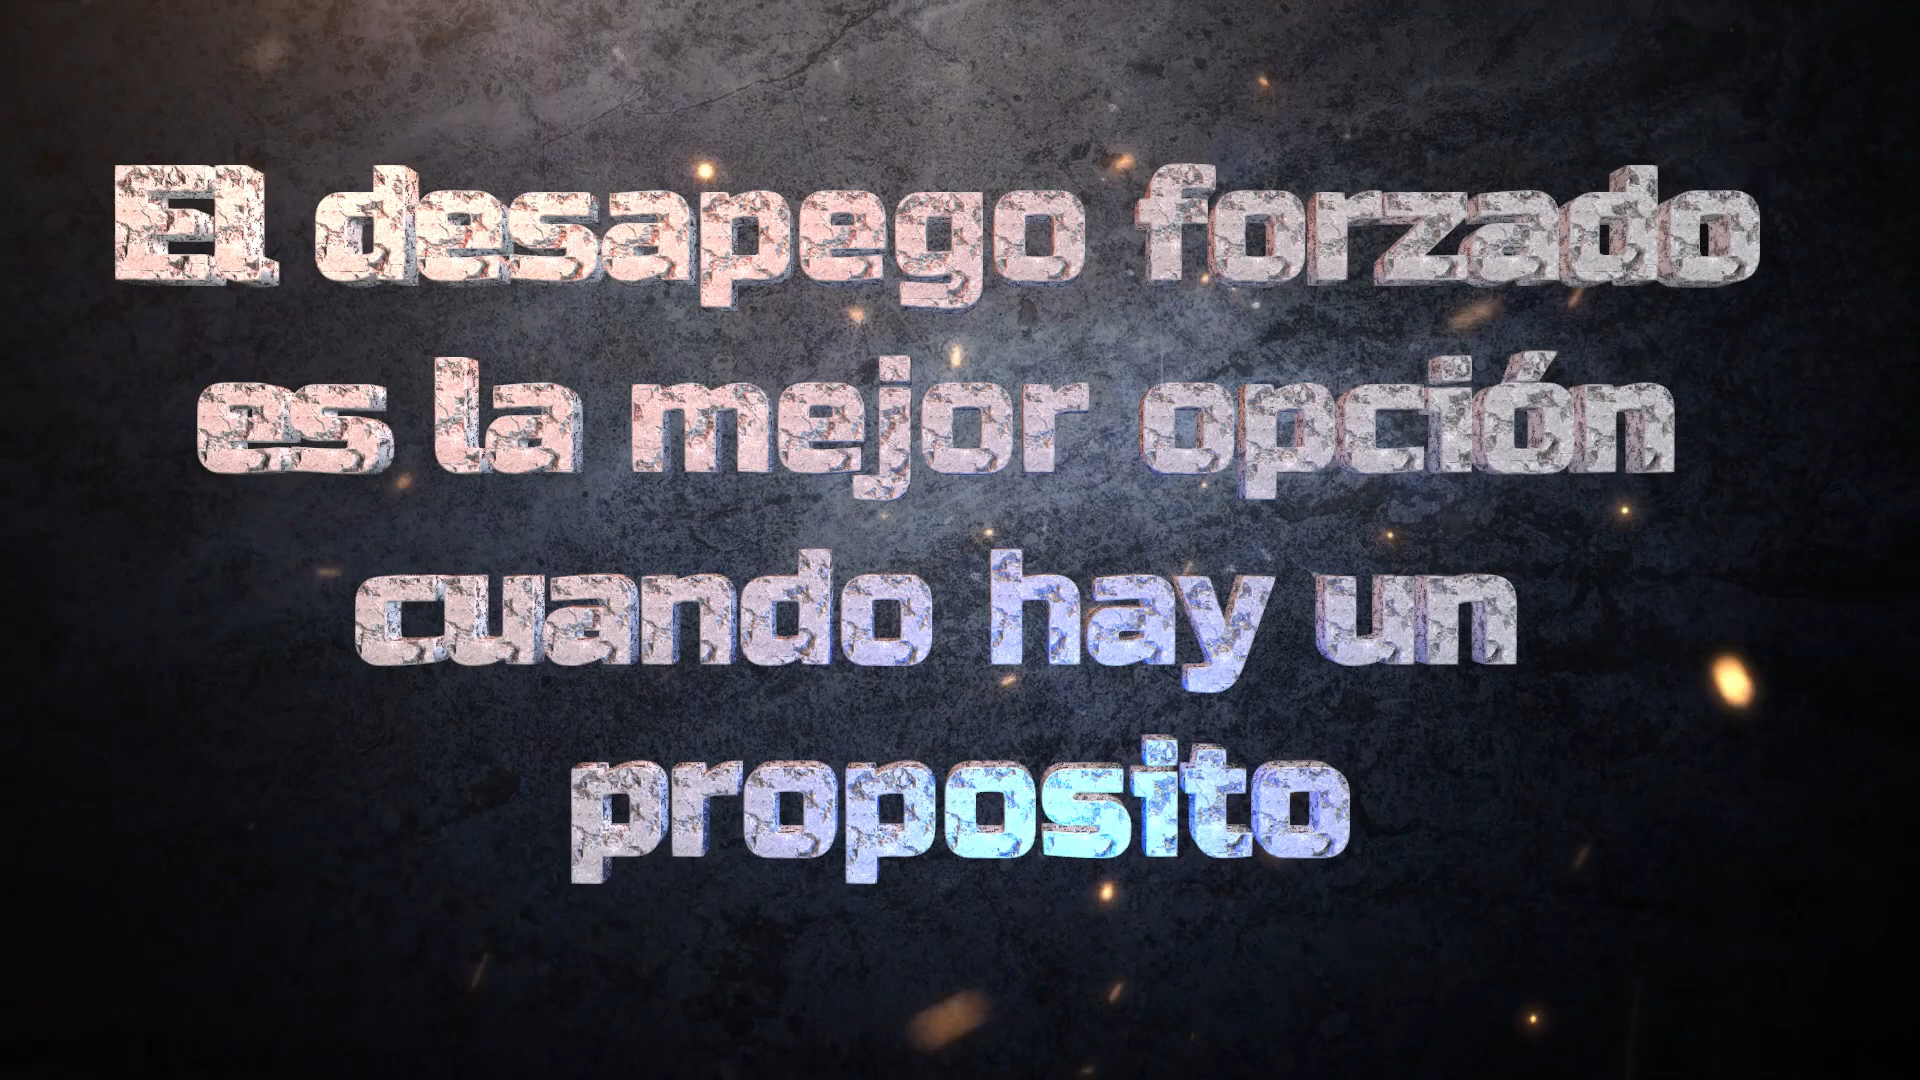 El desapego forzado
es la mejor opción
cuando hay un
proposito